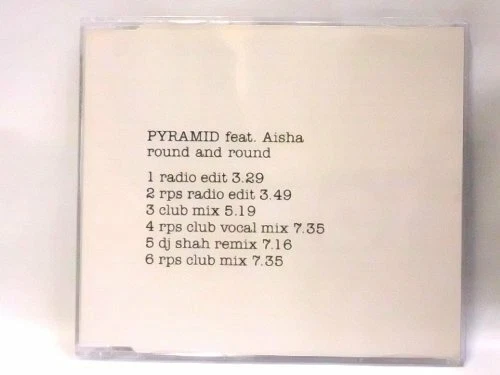 PYRAMID feat. Aisha
round and round
1 radio edit 3.29
2 rps radio edit 3.49
3 club mix 5.19
4 rps club vocal mix 7.35
5 dj shah remix 7.16
6 rps club mix 7.35